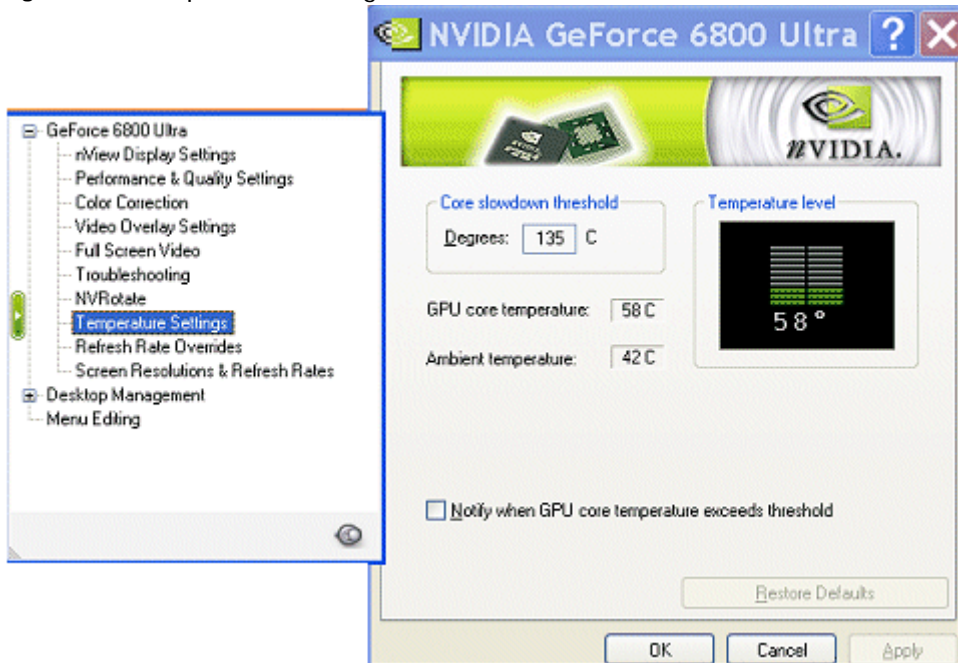 NVIDIA GeForce 6800 Ultra
nVIDIA.
GeForce 6800 Ultra
nView Display Settings
Performance & Quality Settings
Color Correction
Video Overlay Settings
Full Screen Video
Troubleshooting
NVRotate
Temperature Settings
Refresh Rate Overrides
Screen Resolutions & Refresh Rates
Desktop Management
Menu Editing
Core slowdown threshold
Degrees: 135 C
GPU core temperature: 58 C
Ambient temperature: 42 C
Temperature level
58°
Notify when GPU core temperature exceeds threshold
Restore Defaults
OK Cancel Apply